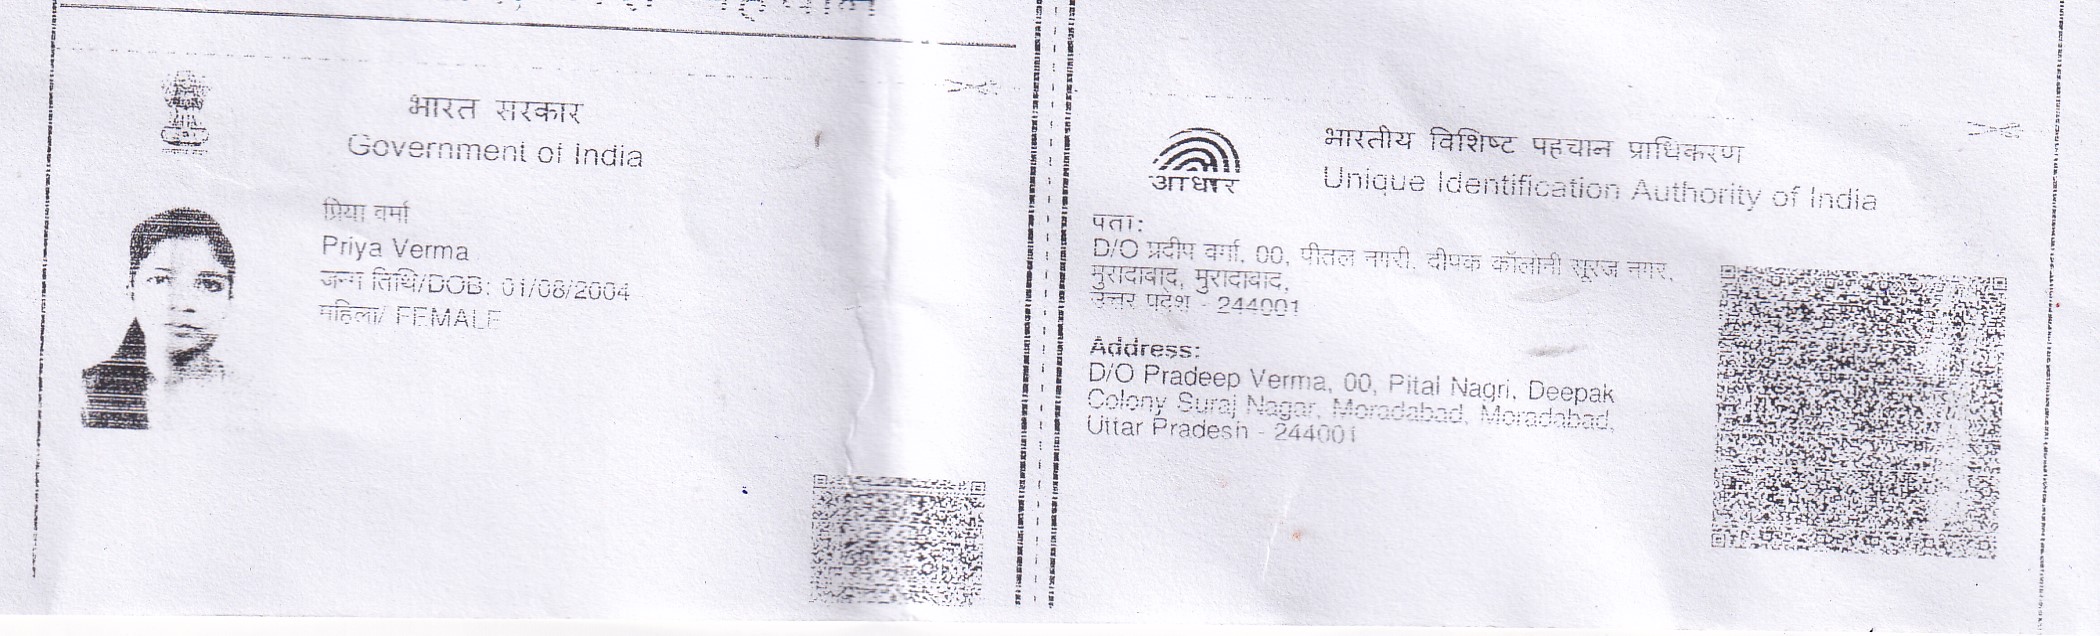 भारत सरकार
Government of India
प्रिया वर्मा
Priya Verma
जन्म तिथि/DOB: 01/08/2004
महिला/ FEMALE
आधार
भारतीय विशिष्ट पहचान प्राधिकरण
Unique Identification Authority of India
पता:
D/O प्रदीप वर्मा, 00, पीतल नगरी, दीपक कॉलोनी सूरज नगर,
मुरादाबाद, मुरादाबाद,
उत्तर प्रदेश - 244001
Address:
D/O Pradeep Verma, 00, Pital Nagri, Deepak
Colony Suraj Nagar, Moradabad, Moradabad,
Uttar Pradesh - 244001